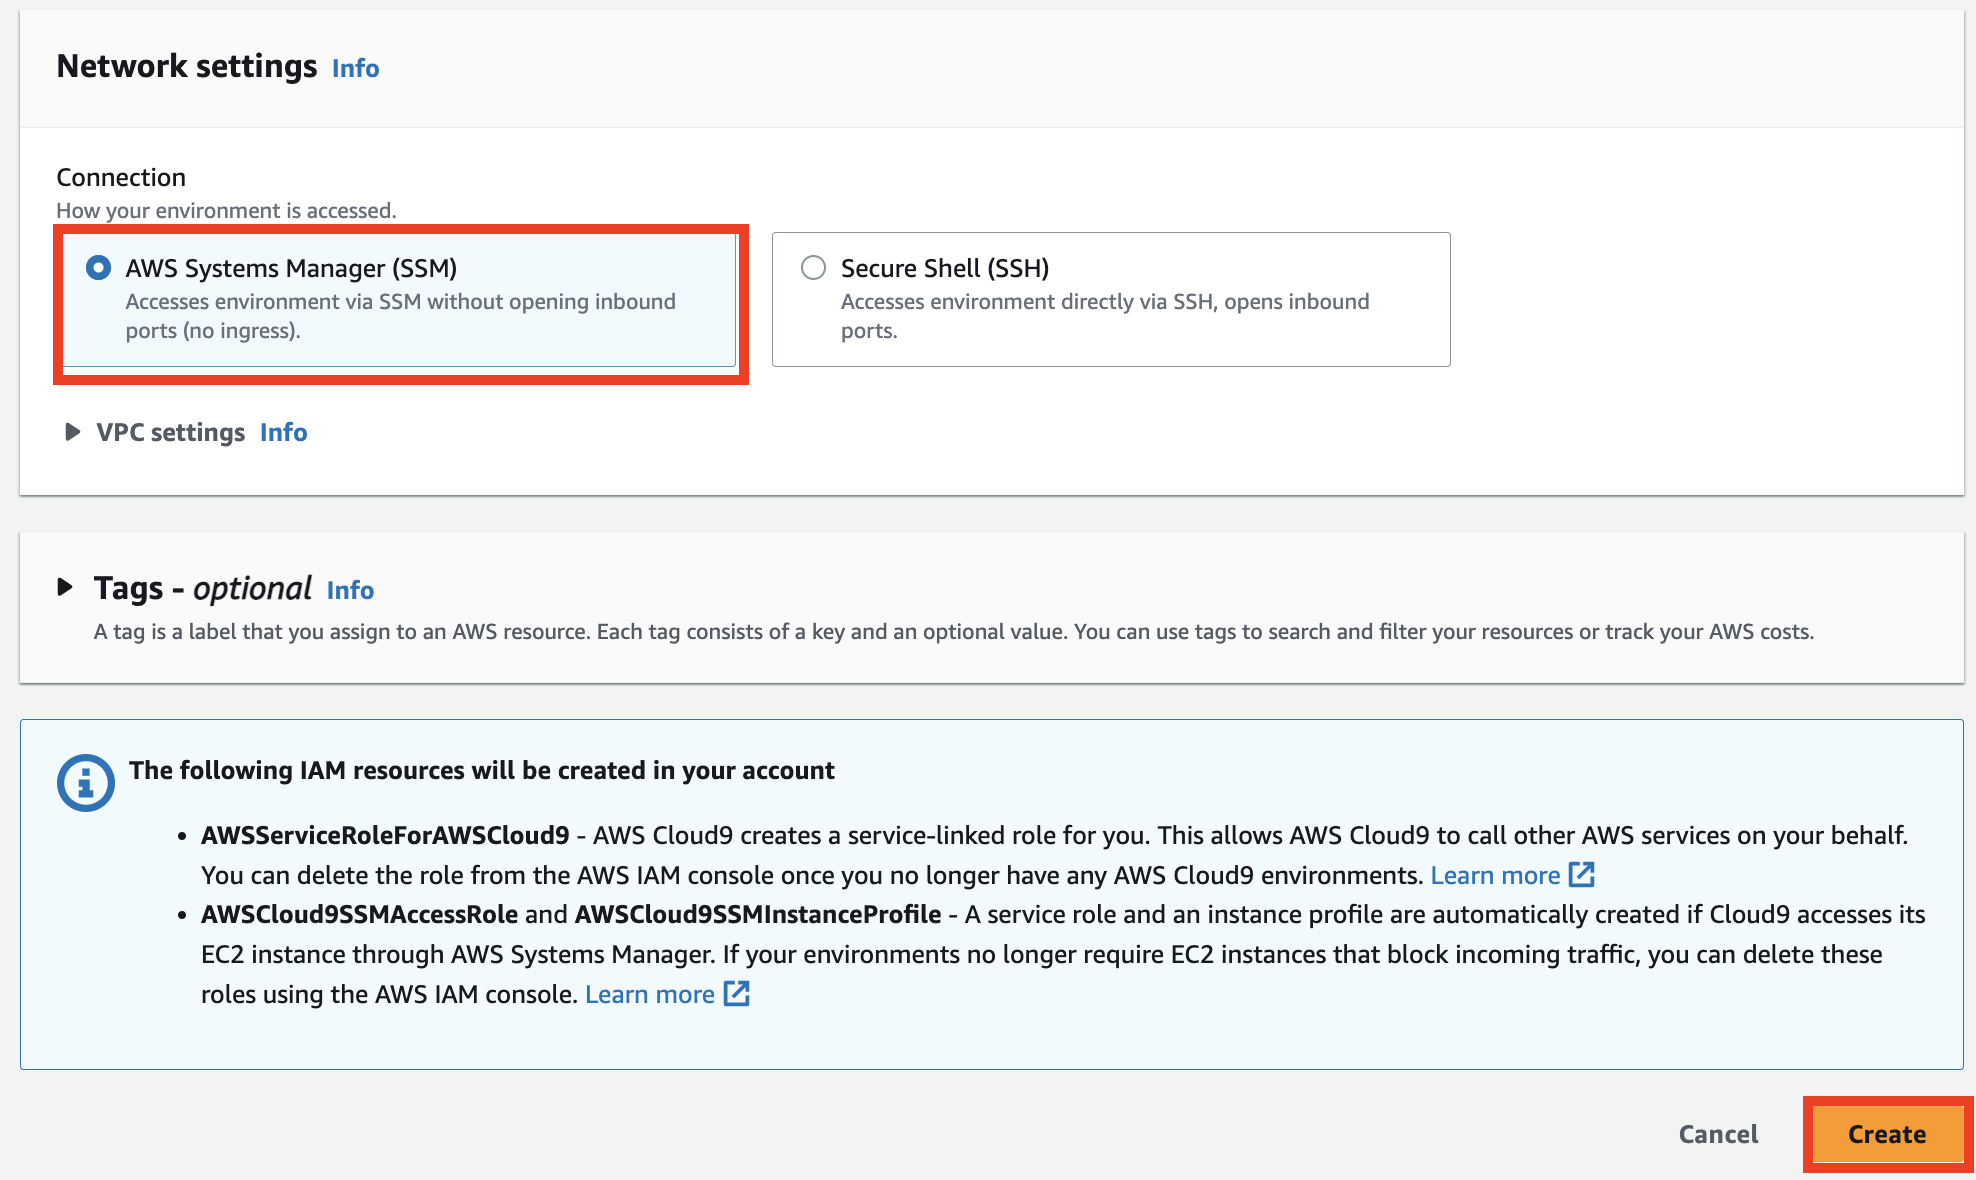 Network settings Info
Connection
How your environment is accessed.
AWS Systems Manager (SSM)
Accesses environment via SSM without opening inbound
ports (no ingress).
Secure Shell (SSH)
Accesses environment directly via SSH, opens inbound
ports.
VPC settings Info
Tags - optional Info
A tag is a label that you assign to an AWS resource. Each tag consists of a key and an optional value. You can use tags to search and filter your resources or track your AWS costs.
The following IAM resources will be created in your account
• AWSServiceRoleForAWSCloud9 - AWS Cloud9 creates a service-linked role for you. This allows AWS Cloud9 to call other AWS services on your behalf.
You can delete the role from the AWS IAM console once you no longer have any AWS Cloud9 environments. Learn more
• AWSCloud9SSMAccessRole and AWSCloud9SSMInstanceProfile - A service role and an instance profile are automatically created if Cloud9 accesses its
EC2 instance through AWS Systems Manager. If your environments no longer require EC2 instances that block incoming traffic, you can delete these
roles using the AWS IAM console. Learn more
Cancel
Create